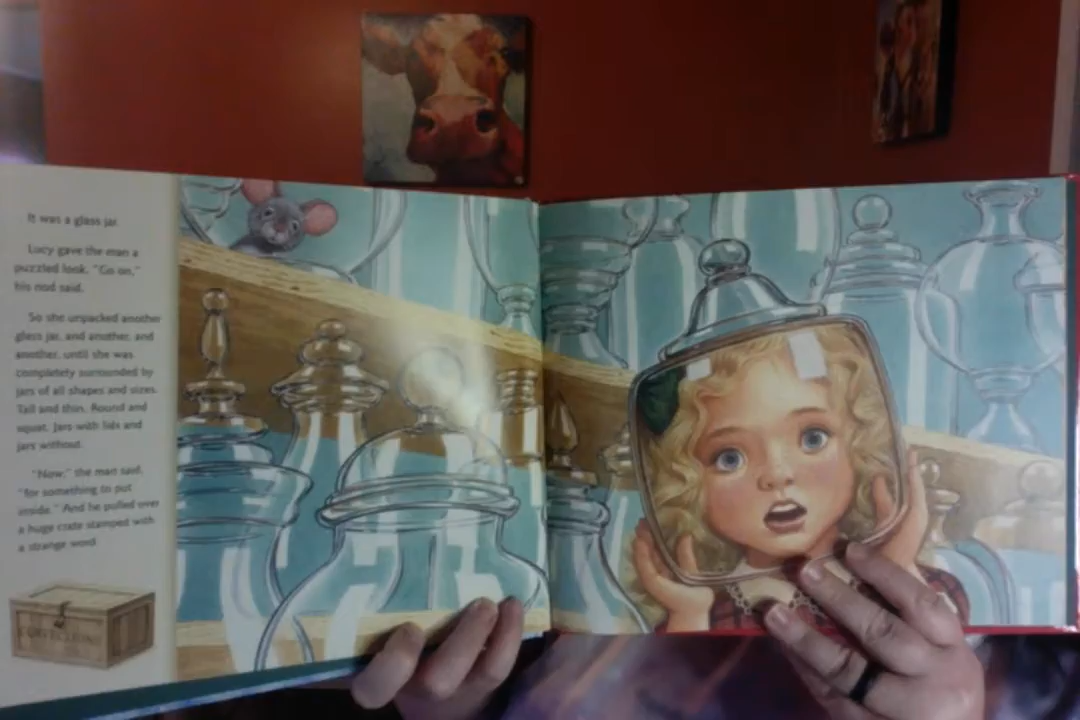 It was a glass jar.
Lucy gave the man a
puzzled look. "Go on,"
his nod said.
So she unpacked another
glass jar, and another, and
another, until she was
completely surrounded by
jars of all shapes and sizes.
Tall and thin. Round and
squat. Jars with lids and
jars without.
"Now," the man said,
"for something to put
inside." And he pulled over
a huge crate stamped with
a strange word